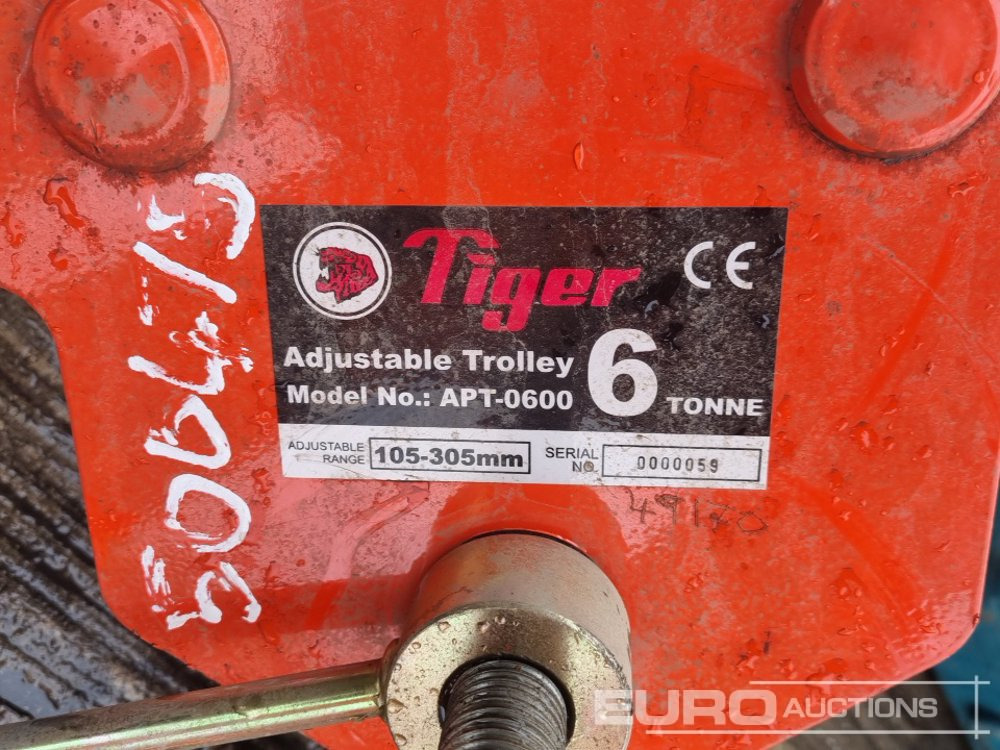 Tiger CE
Adjustable Trolley
Model No.: APT-0600
6 TONNE
ADJUSTABLE RANGE 105-305mm
SERIAL NO. 0000059
EURO AUCTIONS